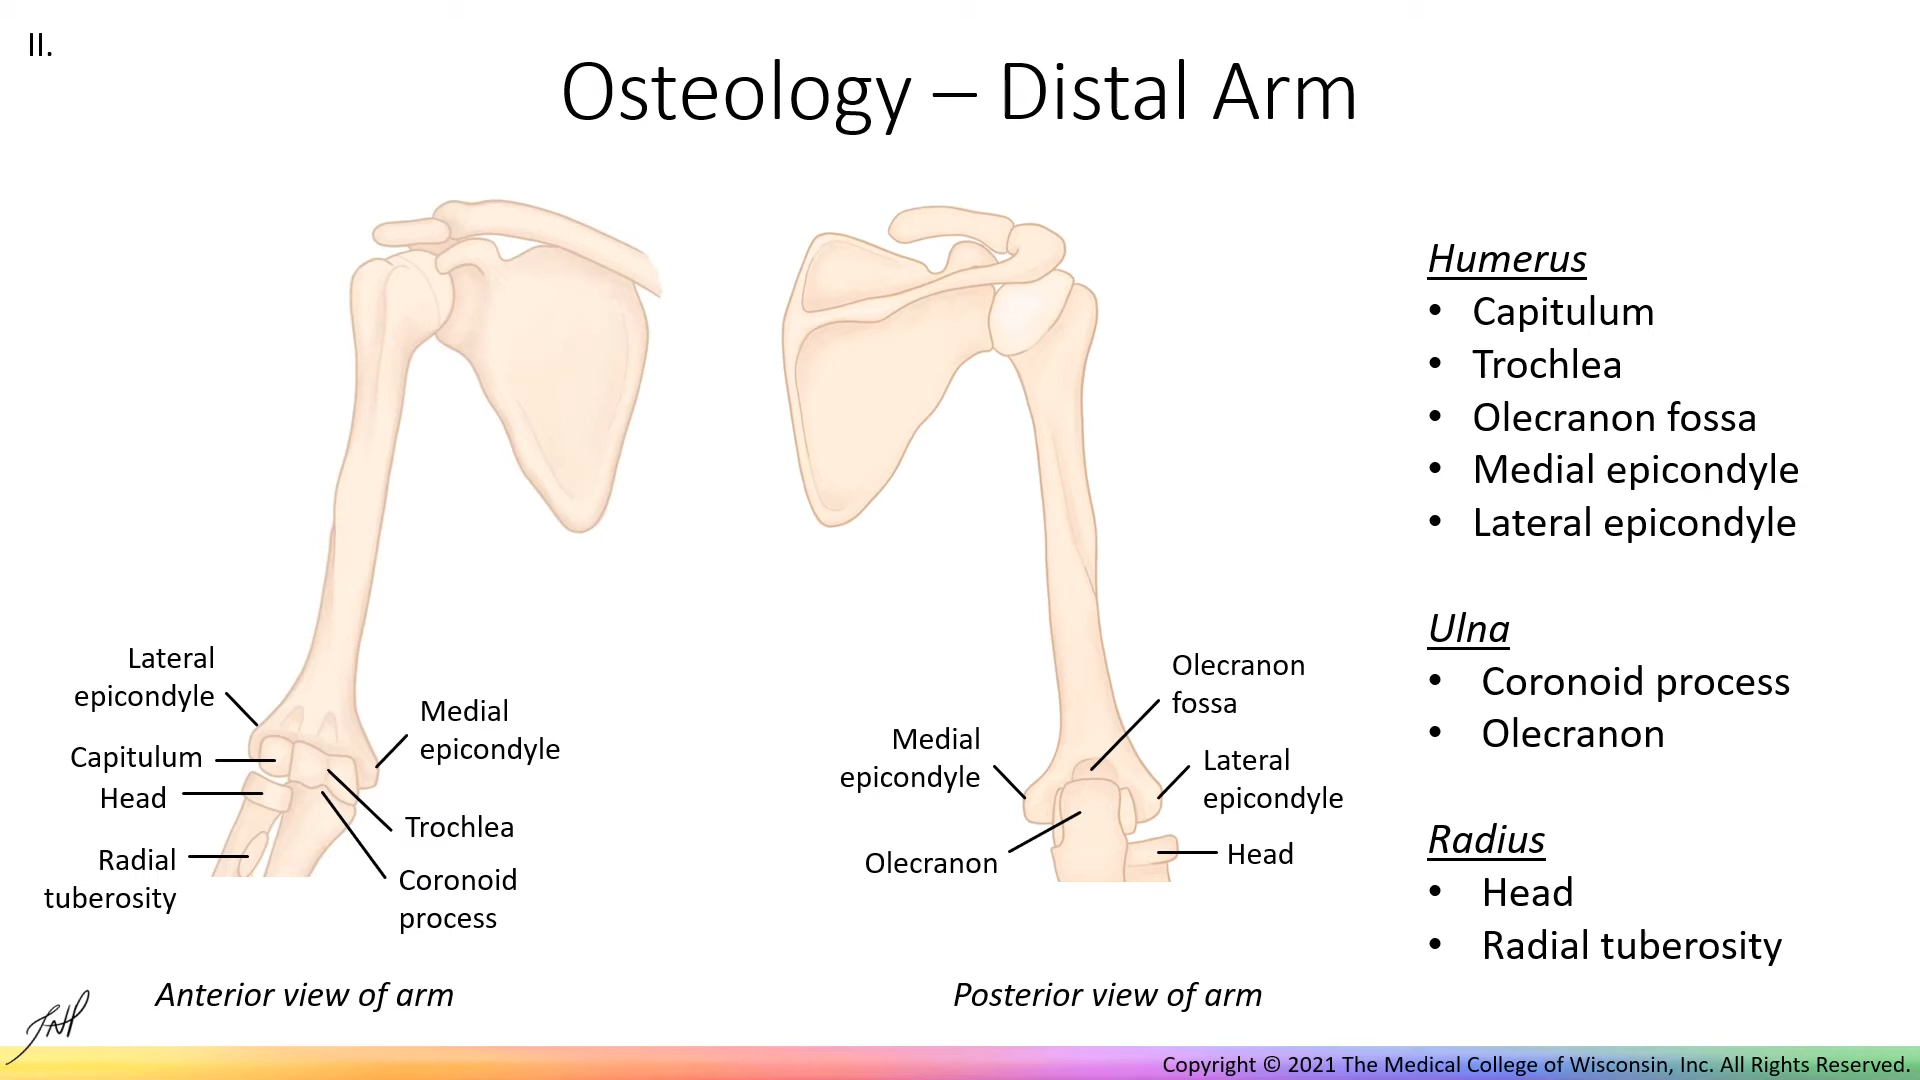 II.
Osteology – Distal Arm
Lateral
epicondyle
Capitulum
Head
Radial
tuberosity
Medial
epicondyle
Trochlea
Coronoid
process
Anterior view of arm
Olecranon
fossa
Medial
epicondyle
Lateral
epicondyle
Olecranon
Head
Posterior view of arm
Humerus
• Capitulum
• Trochlea
• Olecranon fossa
• Medial epicondyle
• Lateral epicondyle
Ulna
• Coronoid process
• Olecranon
Radius
• Head
• Radial tuberosity
Copyright © 2021 The Medical College of Wisconsin, Inc. All Rights Reserved.